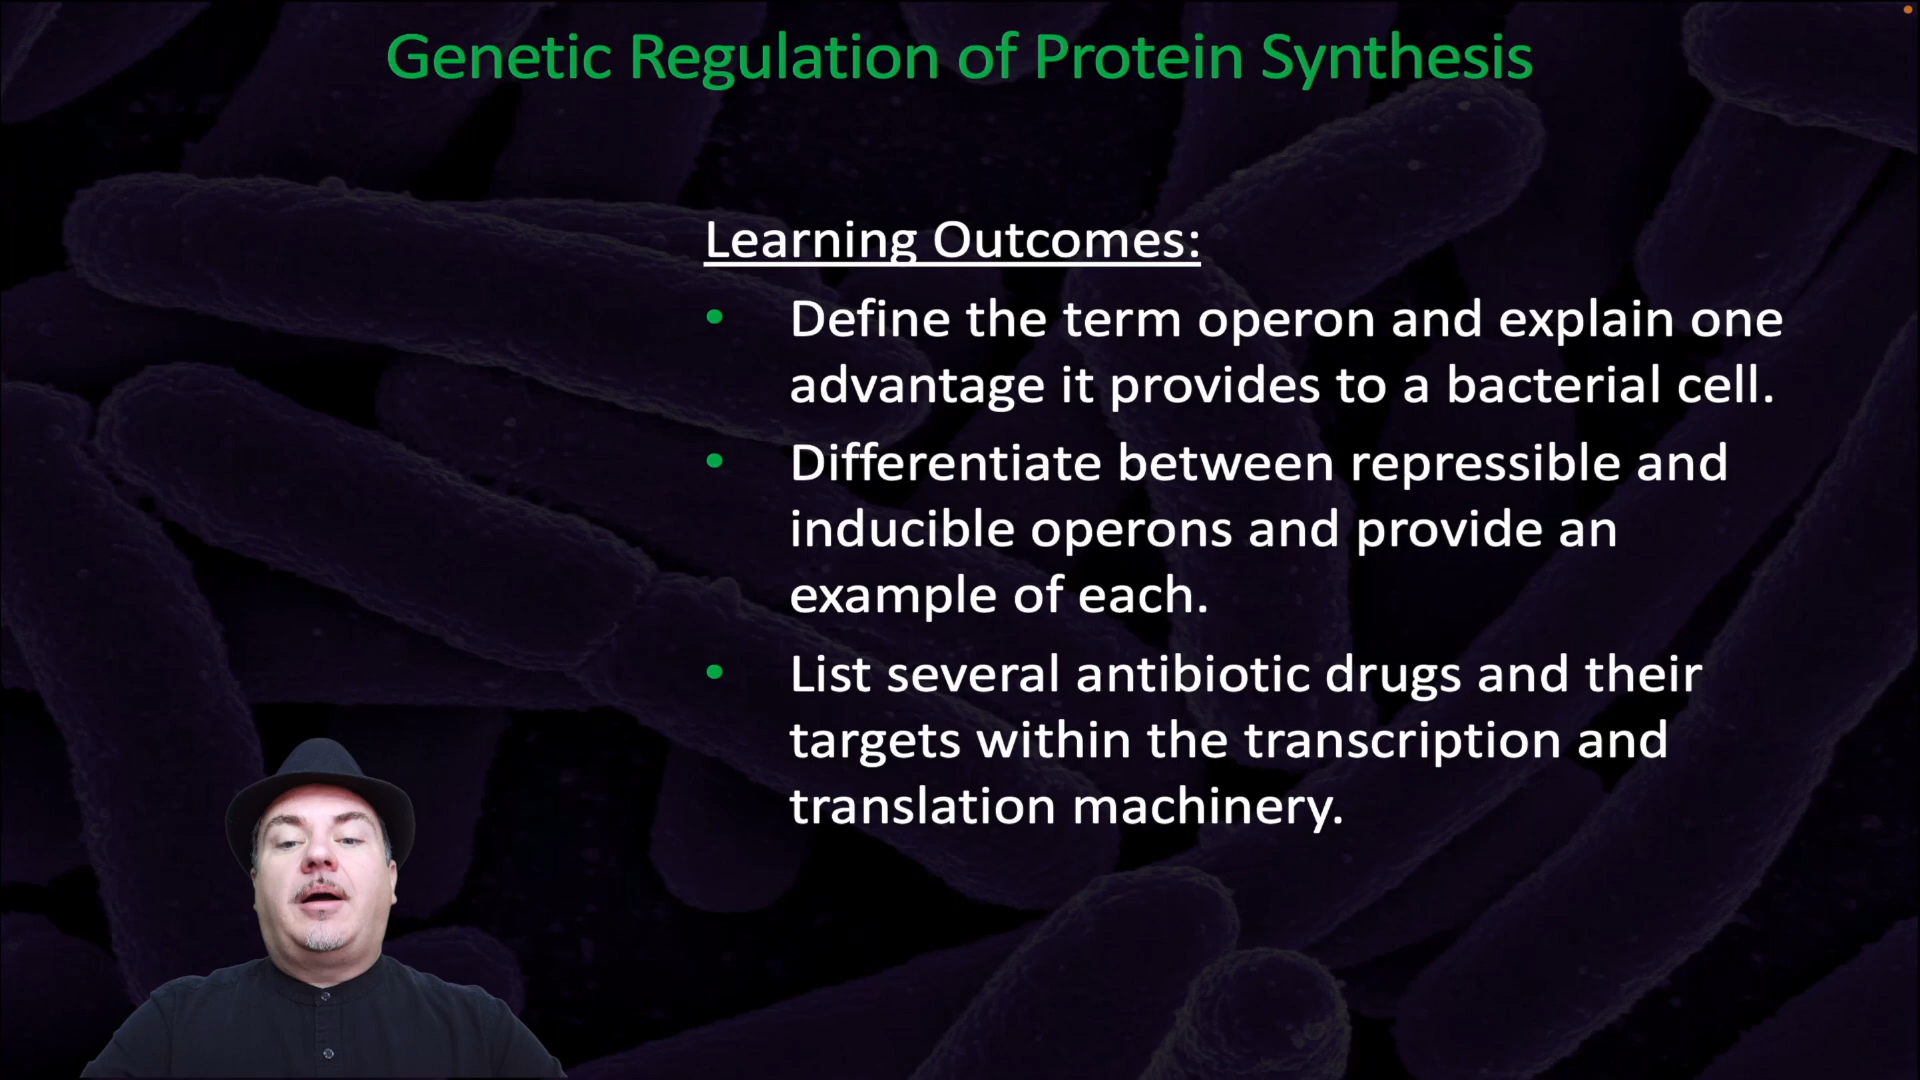 Genetic Regulation of Protein Synthesis
Learning Outcomes:
• Define the term operon and explain one
advantage it provides to a bacterial cell.
• Differentiate between repressible and
inducible operons and provide an
example of each.
• List several antibiotic drugs and their
targets within the transcription and
translation machinery.